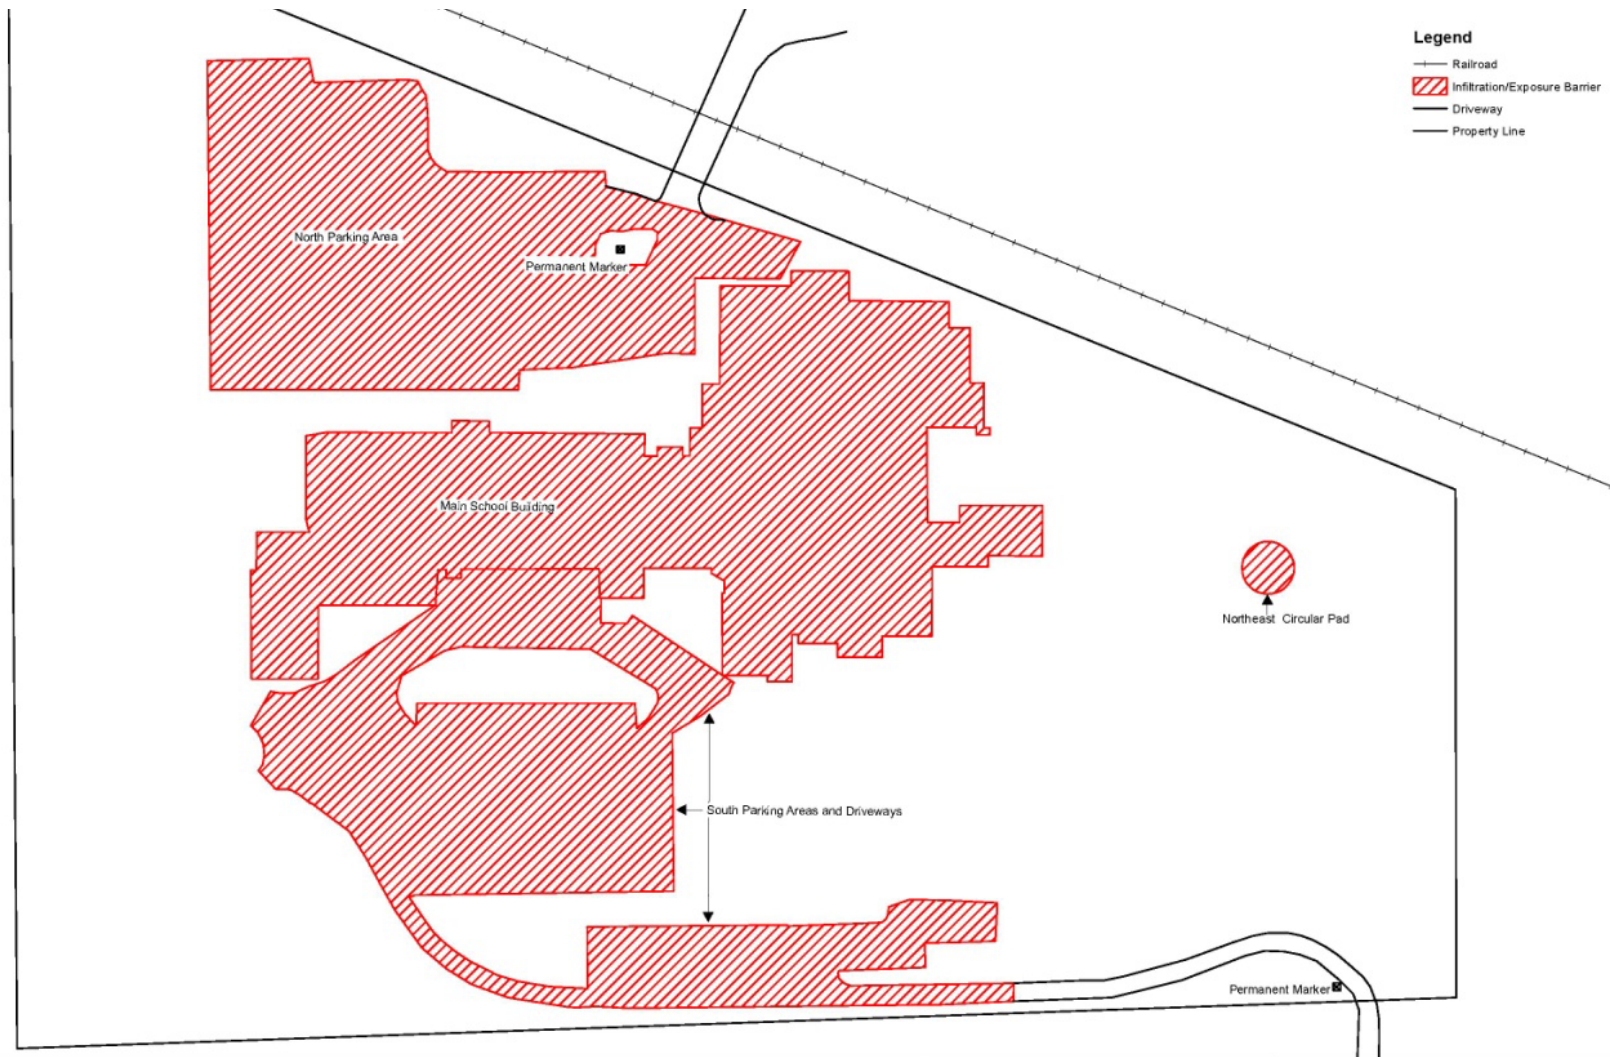 Legend
Railroad
Infiltration/Exposure Barrier
Driveway
Property Line
North Parking Area
Permanent Marker
Main School Building
Northeast Circular Pad
South Parking Areas and Driveways
Permanent Marker